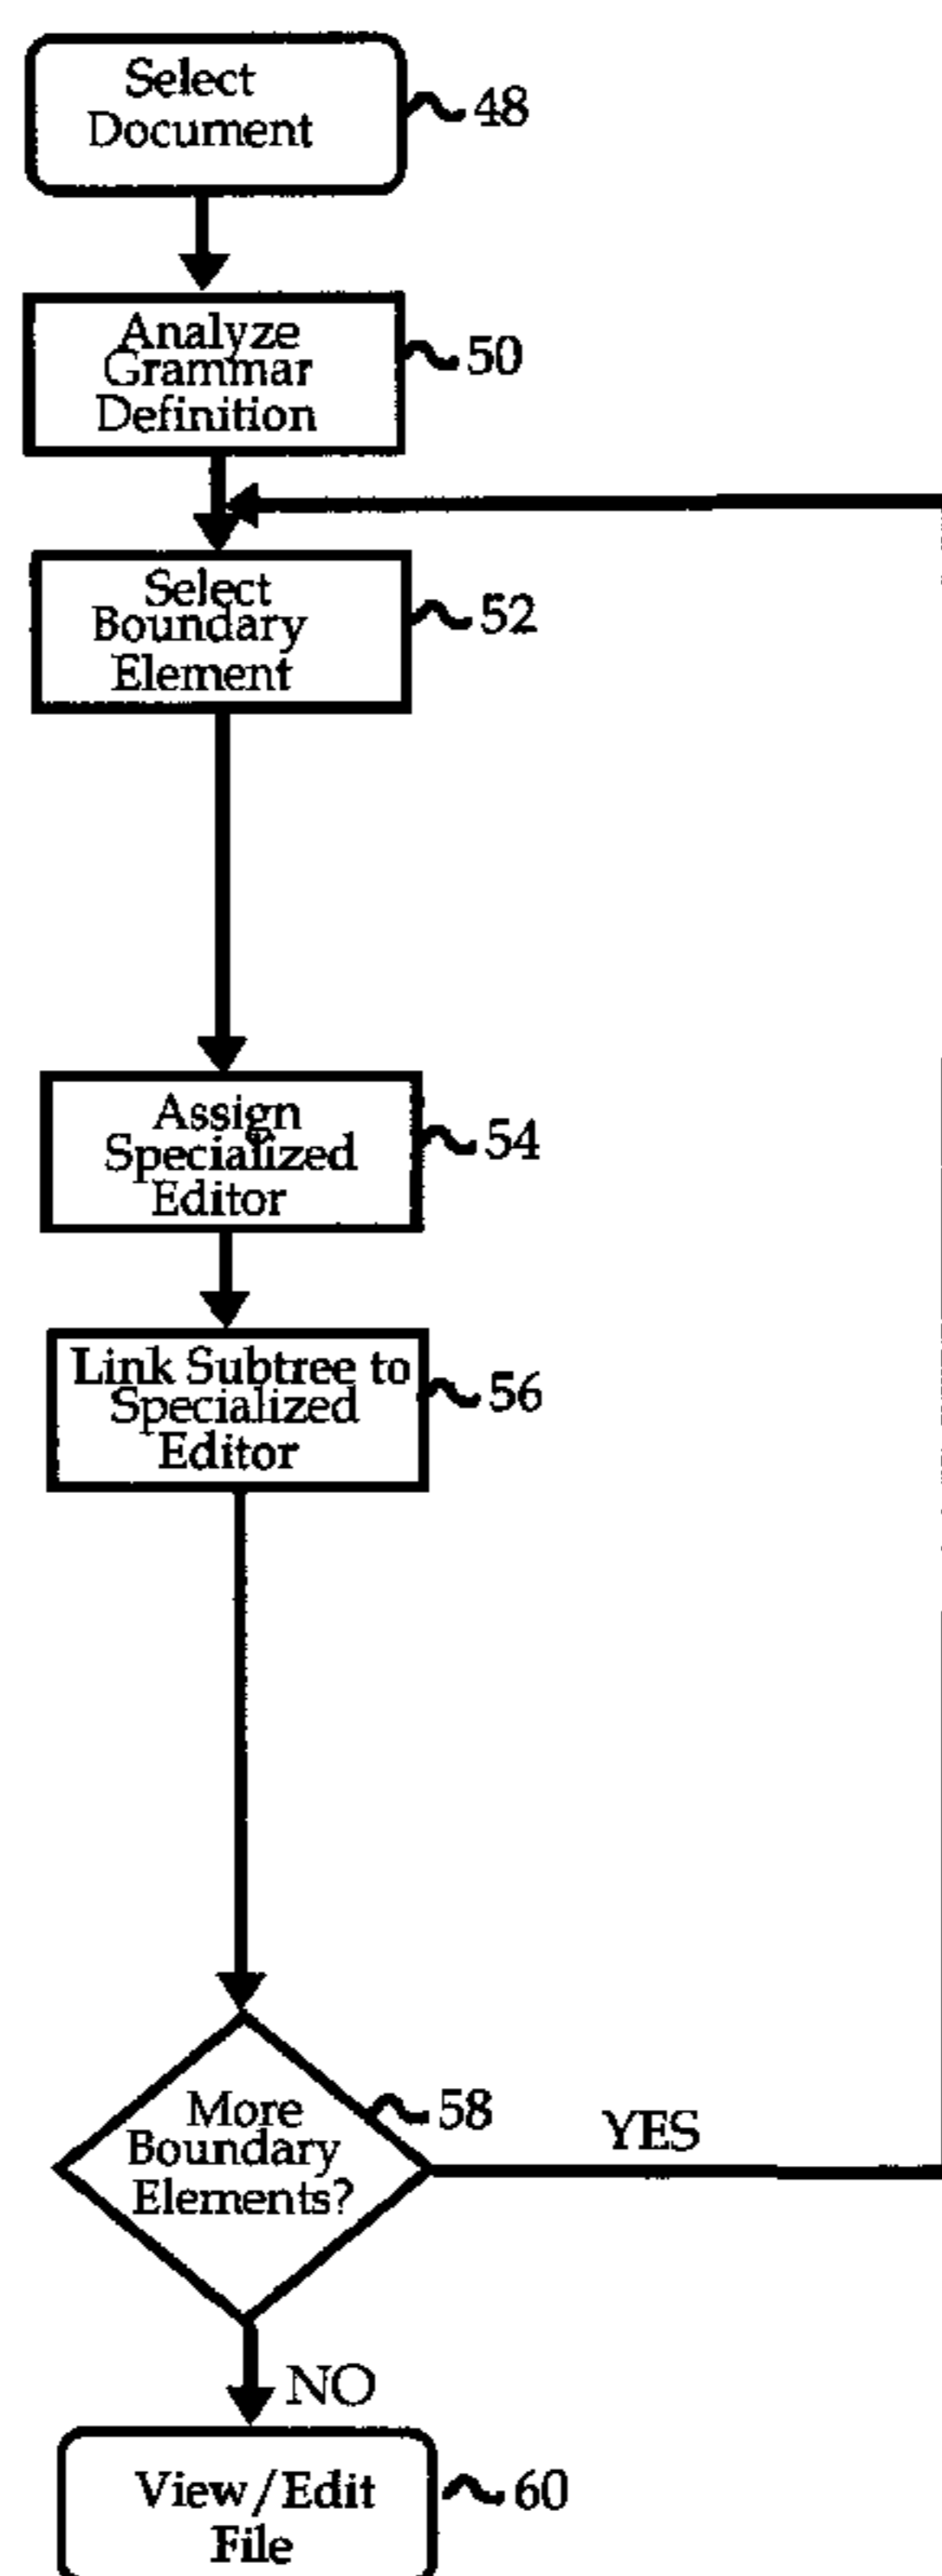 Select
Document
48
Analyze
Grammar
Definition
50
Select
Boundary
Element
52
Assign
Specialized
Editor
54
Link Subtree to
Specialized
Editor
56
More
Boundary
Elements?
58
YES
NO
View/Edit
File
60